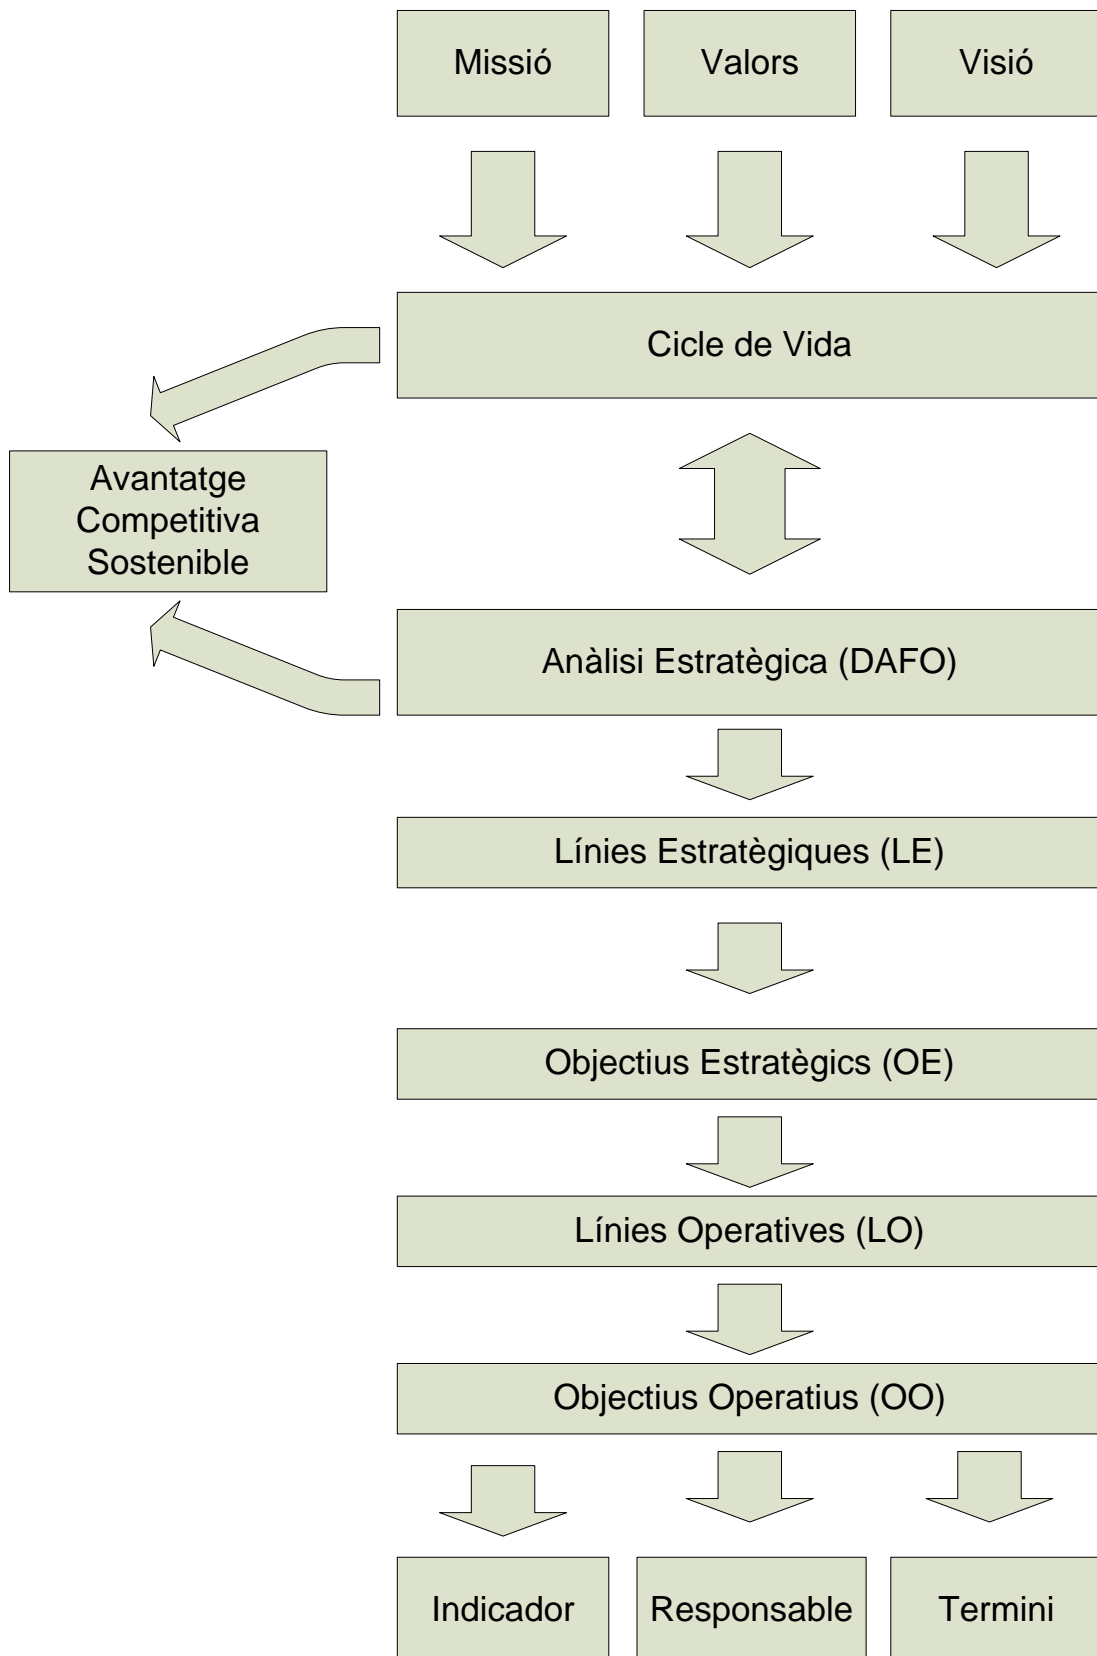 Missió
Valors
Visió
Cicle de Vida
Avantatge
Competitiva
Sostenible
Anàlisi Estratègica (DAFO)
Línies Estratègiques (LE)
Objectius Estratègics (OE)
Línies Operatives (LO)
Objectius Operatius (OO)
Indicador
Responsable
Termini